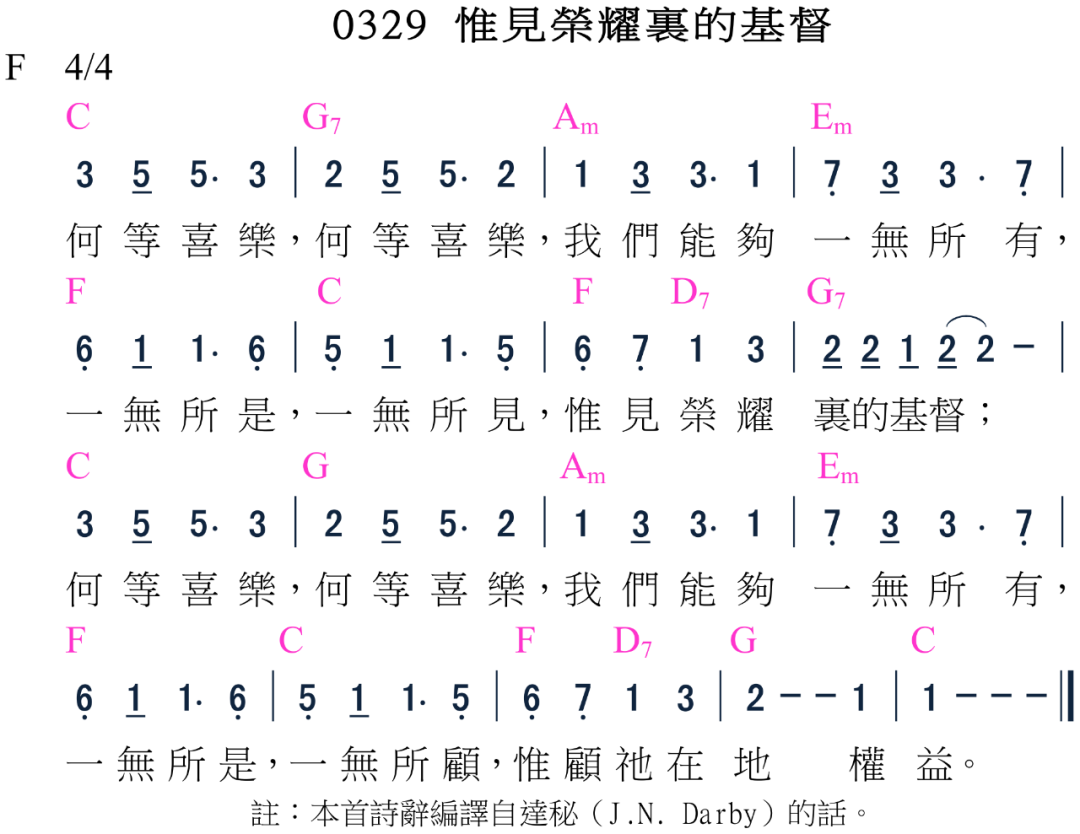 0329 惟見榮耀裏的基督
F 4/4
C G7 Am Em
3 5 5. 3 | 2 5 5. 2 | 1 3 3. 1 | 7 3 3 . 7 |
何等喜樂，何等喜樂，我們能夠 一無所 有，
F C F D7 G7
6 1 1. 6 | 5 1 1. 5 | 6 7 1 3 | 2 2 1 2 2 − |
一無所是，一無所見，惟見榮耀 裏的基督；
C G Am Em
3 5 5. 3 | 2 5 5. 2 | 1 3 3. 1 | 7 3 3 . 7 |
何等喜樂，何等喜樂，我們能夠 一無所 有，
F C F D7 G C
6 1 1. 6 | 5 1 1. 5 | 6 7 1 3 | 2 − − 1 | 1 − − − ‖
一無所是，一無所顧，惟顧祂在 地 權 益。
註：本首詩辭編譯自達秘（J.N. Darby）的話。